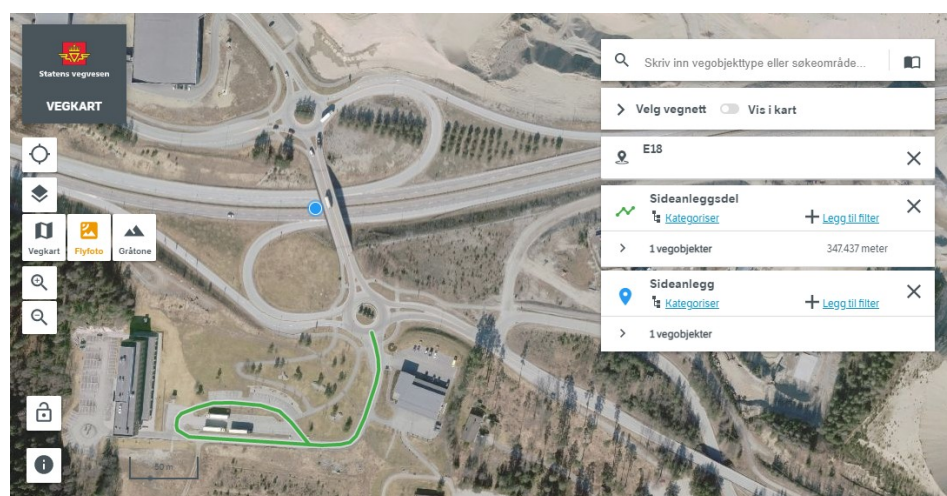 Statens vegvesen
VEGKART
Skriv inn vegobjekttype eller søkeområde...
Velg vegnett Vis i kart
E18
Sideanleggsdel
Kategoriser Legg til filter
1 vegobjekter 347.437 meter
Sideanlegg
Kategoriser Legg til filter
1 vegobjekter
Vegkart Flyfoto Gråtone
50 m